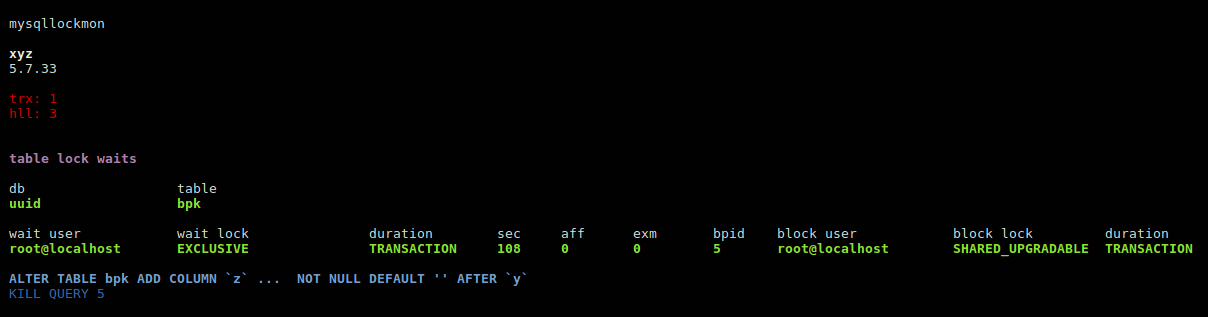 mysqllockmon
xyz
5.7.33
trx: 1
hll: 3
table lock waits
db table
uuid bpk
wait user wait lock duration sec aff exm bpid block user block lock duration
root@localhost EXCLUSIVE TRANSACTION 108 0 0 5 root@localhost SHARED_UPGRADABLE TRANSACTION
ALTER TABLE bpk ADD COLUMN `z` ...  NOT NULL DEFAULT '' AFTER `y`
KILL QUERY 5